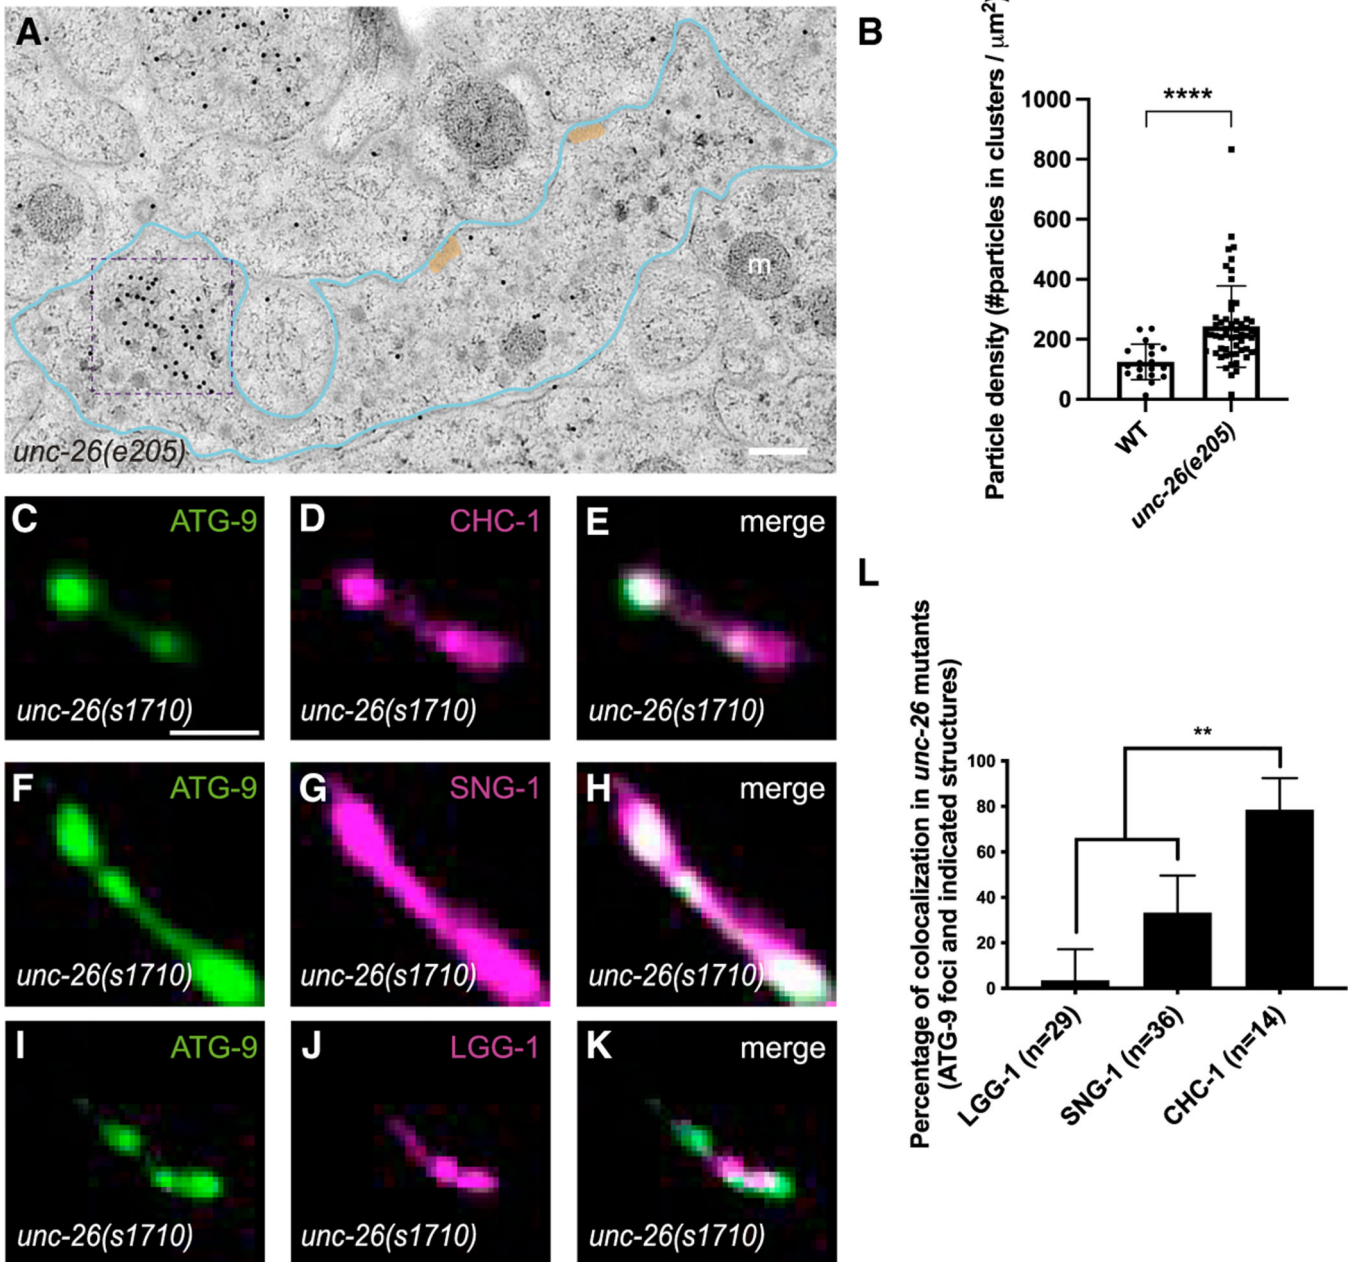 A
m
unc-26(e205)
B
Particle density (#particles in clusters / μm²)
1000
800
600
400
200
0
****
WT
unc-26(e205)
C
ATG-9
unc-26(s1710)
D
CHC-1
unc-26(s1710)
E
merge
unc-26(s1710)
F
ATG-9
unc-26(s1710)
G
SNG-1
unc-26(s1710)
H
merge
unc-26(s1710)
I
ATG-9
unc-26(s1710)
J
LGG-1
unc-26(s1710)
K
merge
unc-26(s1710)
L
Percentage of colocalization in unc-26 mutants
(ATG-9 foci and indicated structures)
100
80
60
40
20
0
**
LGG-1 (n=29)
SNG-1 (n=36)
CHC-1 (n=14)